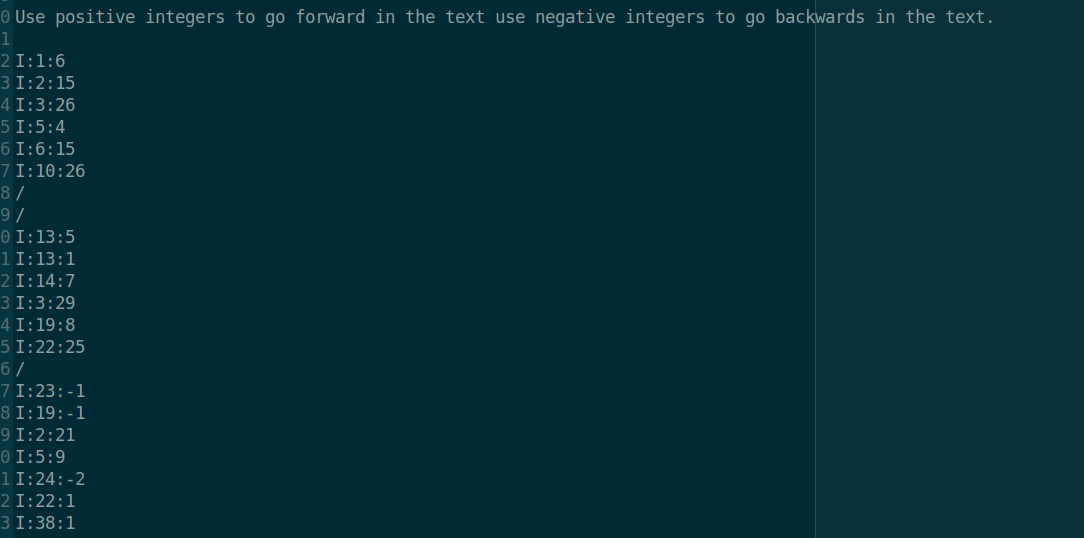 0 Use positive integers to go forward in the text use negative integers to go backwards in the text.
1
2 I:1:6
3 I:2:15
4 I:3:26
5 I:5:4
6 I:6:15
7 I:10:26
8 /
9 /
0 I:13:5
1 I:13:1
2 I:14:7
3 I:3:29
4 I:19:8
5 I:22:25
6 /
7 I:23:-1
8 I:19:-1
9 I:2:21
0 I:5:9
1 I:24:-2
2 I:22:1
3 I:38:1